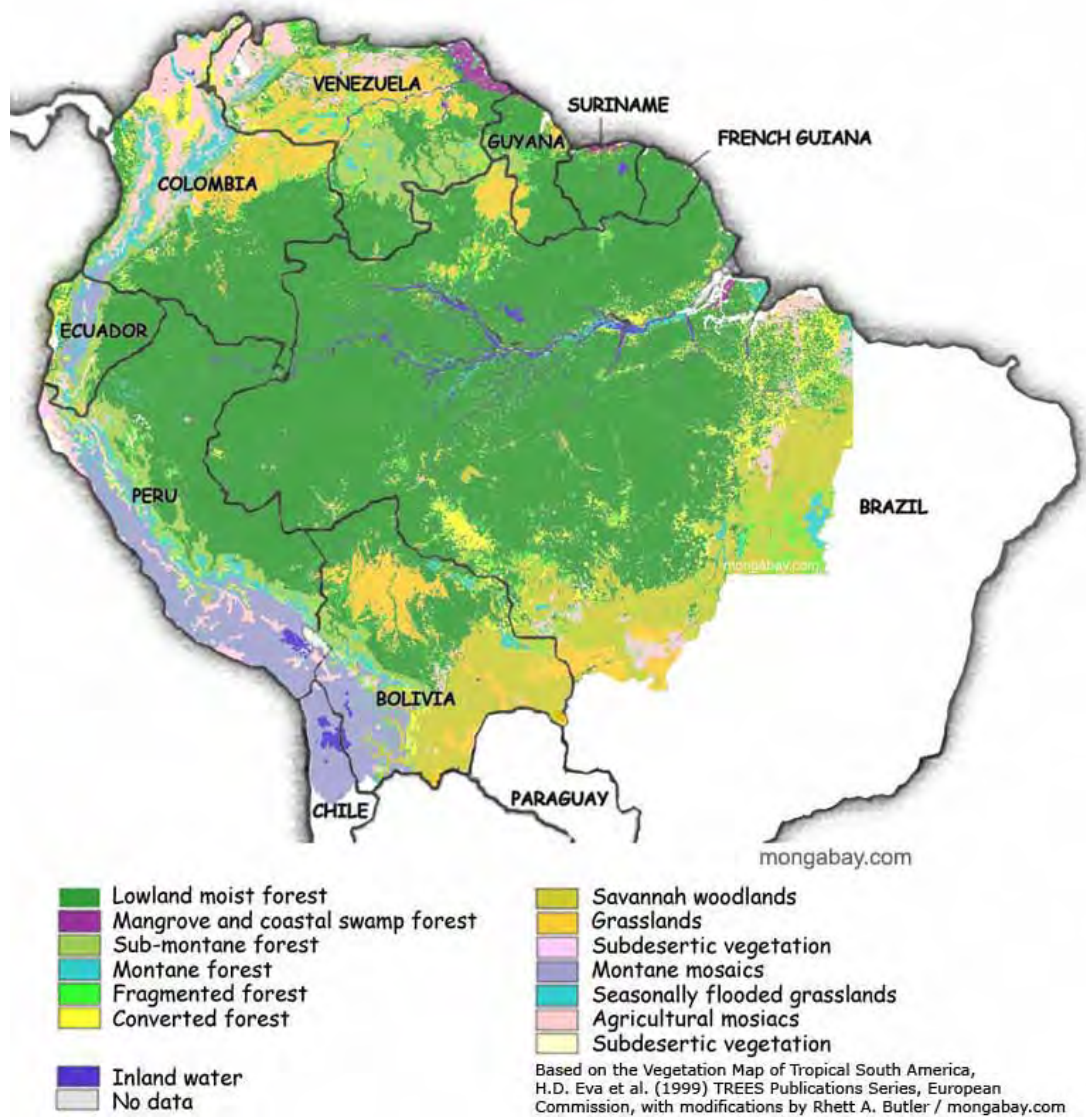 VENEZUELA
SURINAME
GUYANA
FRENCH GUIANA
COLOMBIA
ECUADOR
PERU
BRAZIL
mongabay.com
BOLIVIA
CHILE
PARAGUAY
mongabay.com
Lowland moist forest
Mangrove and coastal swamp forest
Sub-montane forest
Montane forest
Fragmented forest
Converted forest
Inland water
No data
Savannah woodlands
Grasslands
Subdesertic vegetation
Montane mosaics
Seasonally flooded grasslands
Agricultural mosiacs
Subdesertic vegetation
Based on the Vegetation Map of Tropical South America,
H.D. Eva et al. (1999) TREES Publications Series, European
Commission, with modifications by Rhett A. Butler / mongabay.com